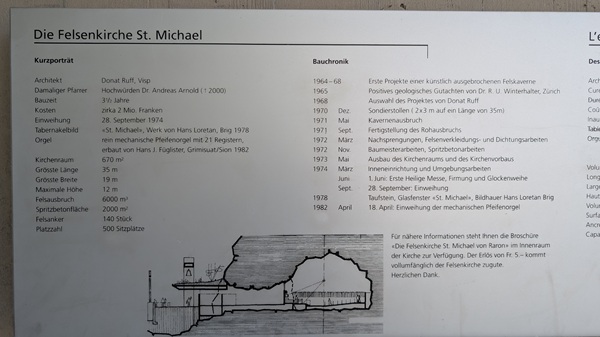 Die Felsenkirche St. Michael
Kurzporträt
Architekt Donat Ruff, Visp
Damaliger Pfarrer Hochwürden Dr. Andreas Arnold († 2000)
Bauzeit 3½ Jahre
Kosten zirka 2 Mio. Franken
Einweihung 28. September 1974
Tabernakelbild «St. Michael», Werk von Hans Loretan, Brig 1978
Orgel rein mechanische Pfeifenorgel mit 21 Registern,
erbaut von Hans J. Füglister, Grimisuat/Sion 1982
Kirchenraum 670 m²
Grösste Länge 35 m
Grösste Breite 19 m
Maximale Höhe 12 m
Felsausbruch 6000 m³
Spritzbetonfläche 2000 m²
Felsanker 140 Stück
Platzzahl 500 Sitzplätze
Bauchronik
1964–68 Erste Projekte einer künstlich ausgebrochenen Felskaverne
1965 Positives geologisches Gutachten von Dr. R. U. Winterhalter, Zürich
1968 Auswahl des Projektes von Donat Ruff
1970 Dez Sondierstollen (2x3 m auf ein Länge von 35m)
1971 Mai Kavernenausbruch
1971 Sept. Fertigstellung des Rohausbruchs
1972 März Nachsprengungen, Felsenverkleidungs- und Dichtungsarbeiten
1972 Nov. Baumeisterarbeiten, Spritzbetonarbeiten
1973 Mai Ausbau des Kirchenraums und des Kirchenvorbaus
1974 März Inneneinrichtung und Umgebungsarbeiten
Juni 1. Juni: Erste Heilige Messe, Firmung und Glockenweihe
Sept. 28. September: Einweihung
1978 Taufstein, Glasfenster «St. Michael», Bildhauer Hans Loretan Brig
1982 April 18. April: Einweihung der mechanischen Pfeifenorgel
Für nähere Informationen steht Ihnen die Broschüre
«Die Felsenkirche St. Michael von Raron» im Innenraum
der Kirche zur Verfügung. Der Erlös von Fr. 5.– kommt
vollumfänglich der Felsenkirche zugute.
Herzlichen Dank.